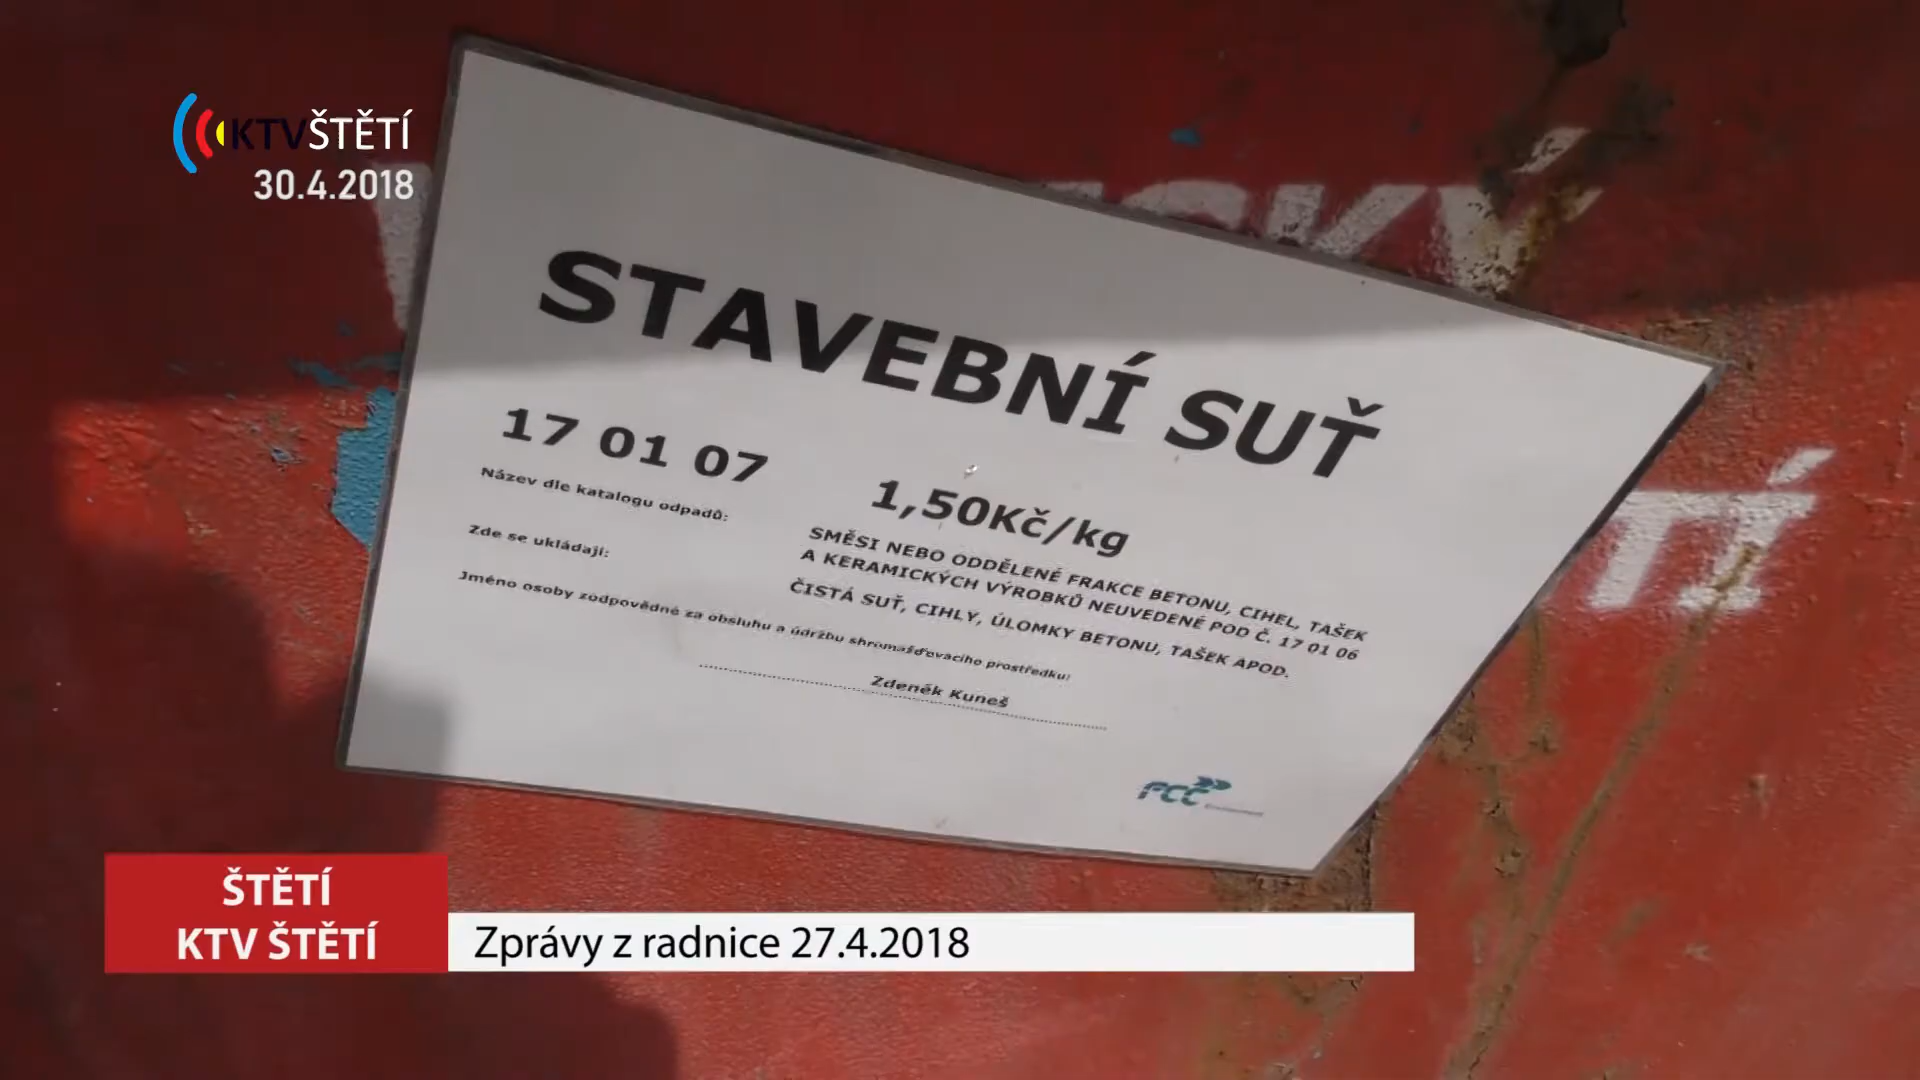 KTVŠTĚTÍ
30.4.2018
STAVEBNÍ SUŤ
17 01 07
1,50Kč/kg
Název dle katalogu odpadů:
SMĚSI NEBO ODDĚLENÉ FRAKCE BETONU, CIHEL, TAŠEK
A KERAMICKÝCH VÝROBKŮ NEUVEDENÉ POD Č. 17 01 06
Zde se ukládají:
ČISTÁ SUŤ, CIHLY, ÚLOMKY BETONU, TAŠEK APOD.
Jméno osoby zodpovědné za obsluhu a údržbu shromažďovacího prostředku:
Zdeněk Kuneš
FCC
Environment
ŠTĚTÍ
KTV ŠTĚTÍ
Zprávy z radnice 27.4.2018